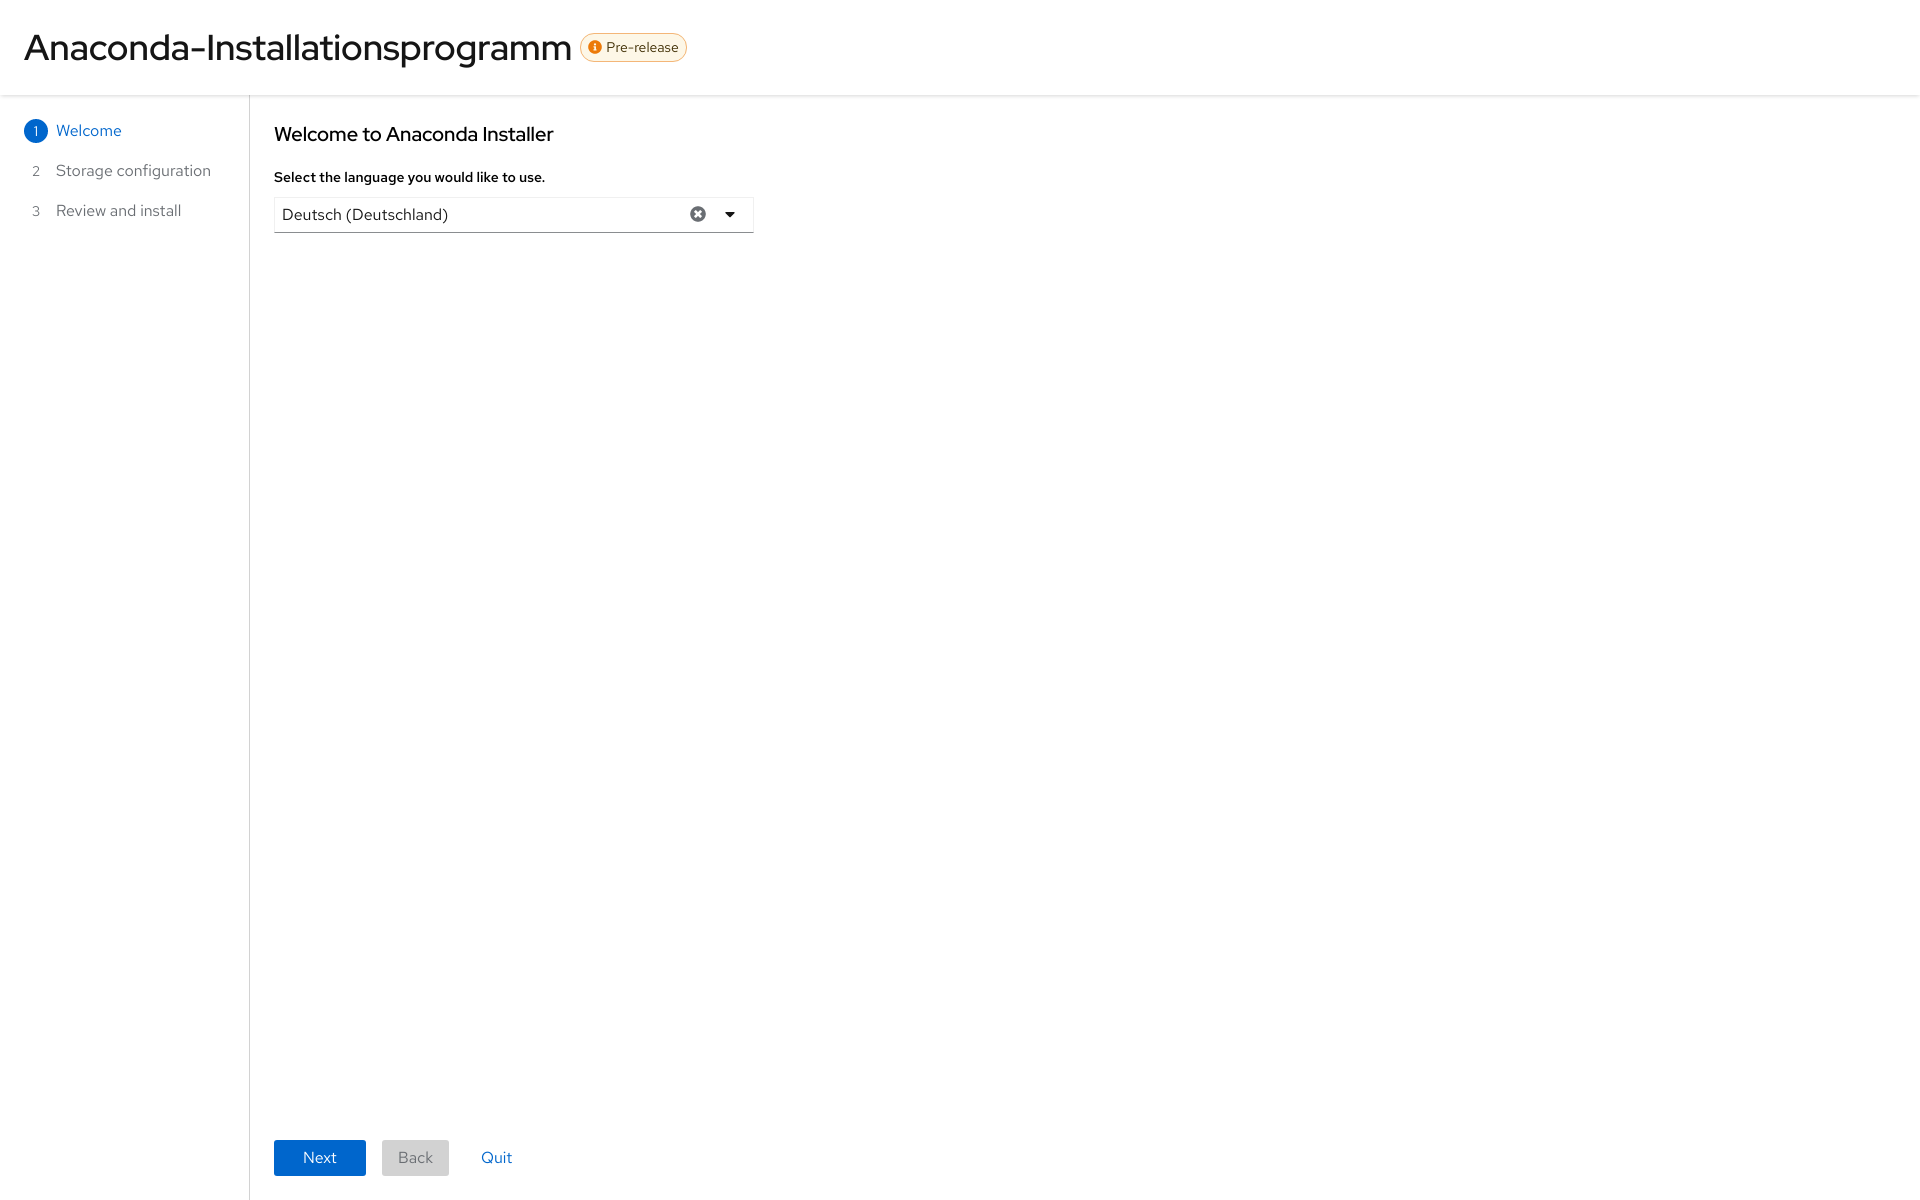 Anaconda-Installationsprogramm
Pre-release
1 Welcome
2 Storage configuration
3 Review and install
Welcome to Anaconda Installer
Select the language you would like to use.
Deutsch (Deutschland)
Next
Back
Quit